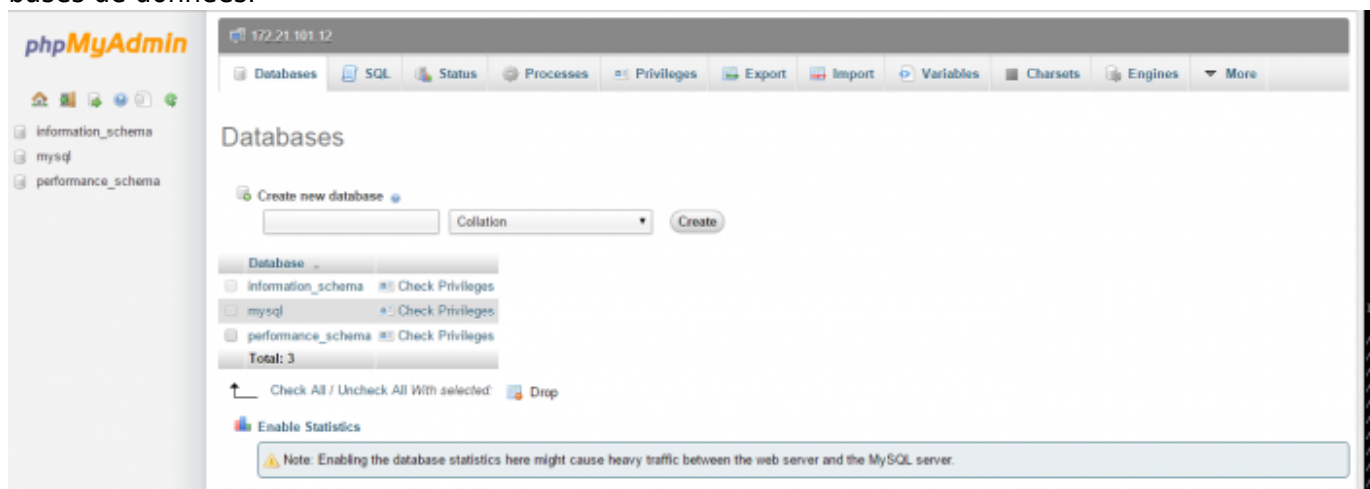 bases de données.
phpMyAdmin
172.21.101.12
Databases SQL Status Processes Privileges Export Import Variables Charsets Engines More
information_schema
mysql
performance_schema
Databases
Create new database
Collation Create
Database
information_schema Check Privileges
mysql Check Privileges
performance_schema Check Privileges
Total: 3
Check All / Uncheck All With selected: Drop
Enable Statistics
Note: Enabling the database statistics here might cause heavy traffic between the web server and the MySQL server.